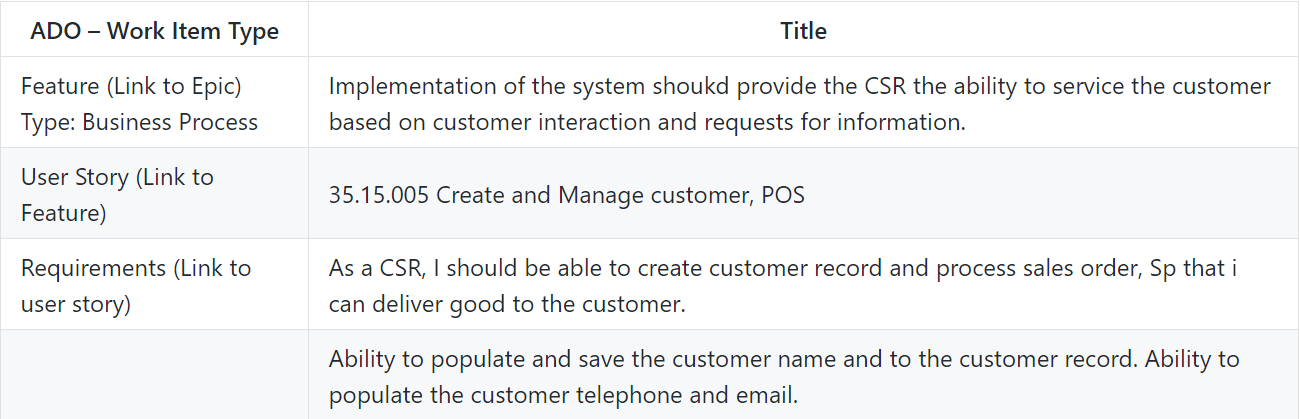 ADO – Work Item Type
Title
Feature (Link to Epic)
Type: Business Process
Implementation of the system shoukd provide the CSR the ability to service the customer
based on customer interaction and requests for information.
User Story (Link to
Feature)
35.15.005 Create and Manage customer, POS
Requirements (Link to
user story)
As a CSR, I should be able to create customer record and process sales order, Sp that i
can deliver good to the customer.
Ability to populate and save the customer name and to the customer record. Ability to
populate the customer telephone and email.